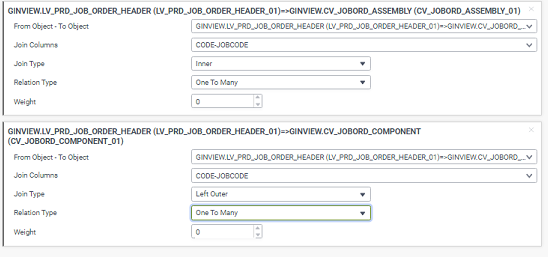 GINVIEW.LV_PRD_JOB_ORDER_HEADER (LV_PRD_JOB_ORDER_HEADER_01)=>GINVIEW.CV_JOBORD_ASSEMBLY (CV_JOBORD_ASSEMBLY_01)
From Object - To Object GINVIEW.LV_PRD_JOB_ORDER_HEADER (LV_PRD_JOB_ORDER_HEADER_01)=>GINVIEW.CV_JOBORD_...
Join Columns CODE-JOBCODE
Join Type Inner
Relation Type One To Many
Weight 0
GINVIEW.LV_PRD_JOB_ORDER_HEADER (LV_PRD_JOB_ORDER_HEADER_01)=>GINVIEW.CV_JOBORD_COMPONENT
(CV_JOBORD_COMPONENT_01)
From Object - To Object GINVIEW.LV_PRD_JOB_ORDER_HEADER (LV_PRD_JOB_ORDER_HEADER_01)=>GINVIEW.CV_JOBORD_...
Join Columns CODE-JOBCODE
Join Type Left Outer
Relation Type One To Many
Weight 0